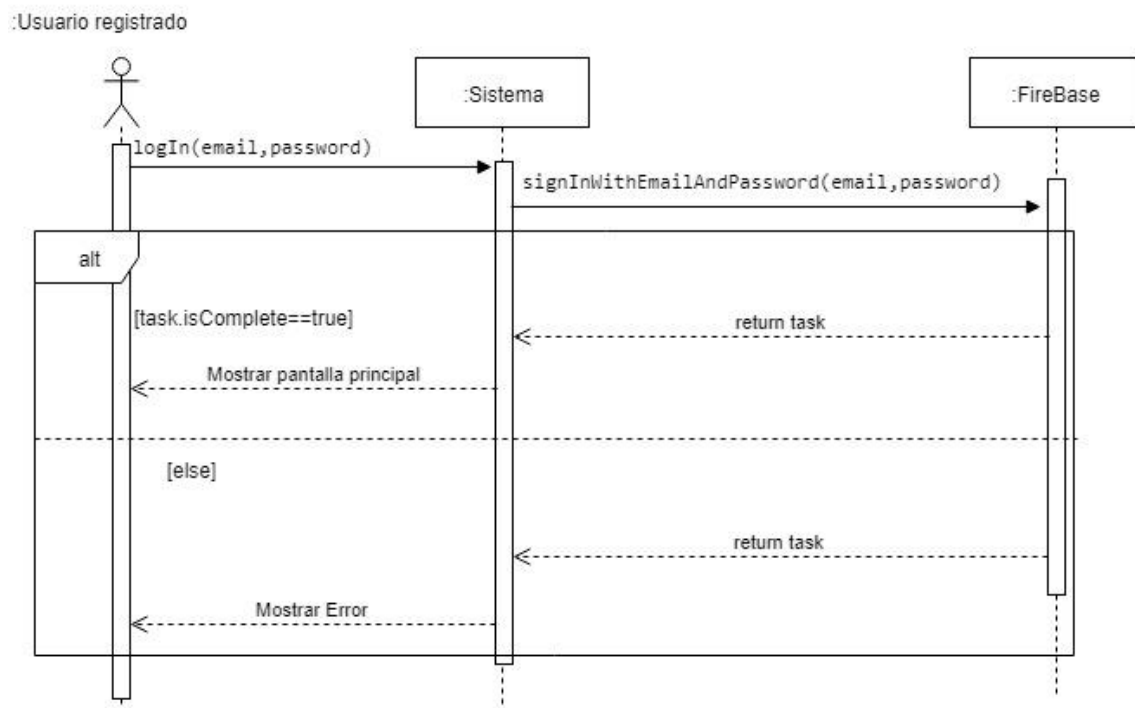 :Usuario registrado
:Sistema
:FireBase
logIn(email,password)
signInWithEmailAndPassword(email,password)
alt
[task.isComplete==true]
return task
Mostrar pantalla principal
[else]
return task
Mostrar Error